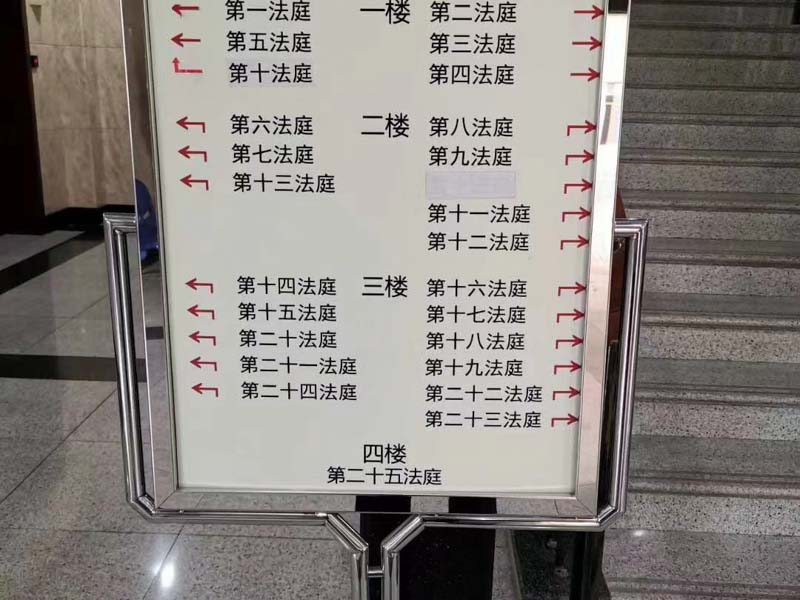 第一法庭 一楼 第二法庭
第五法庭 第三法庭
第十法庭 第四法庭
第六法庭 二楼 第八法庭
第七法庭 第九法庭
第十三法庭
第十一法庭
第十二法庭
第十四法庭 三楼 第十六法庭
第十五法庭 第十七法庭
第二十法庭 第十八法庭
第二十一法庭 第十九法庭
第二十四法庭 第二十二法庭
第二十三法庭
四楼
第二十五法庭